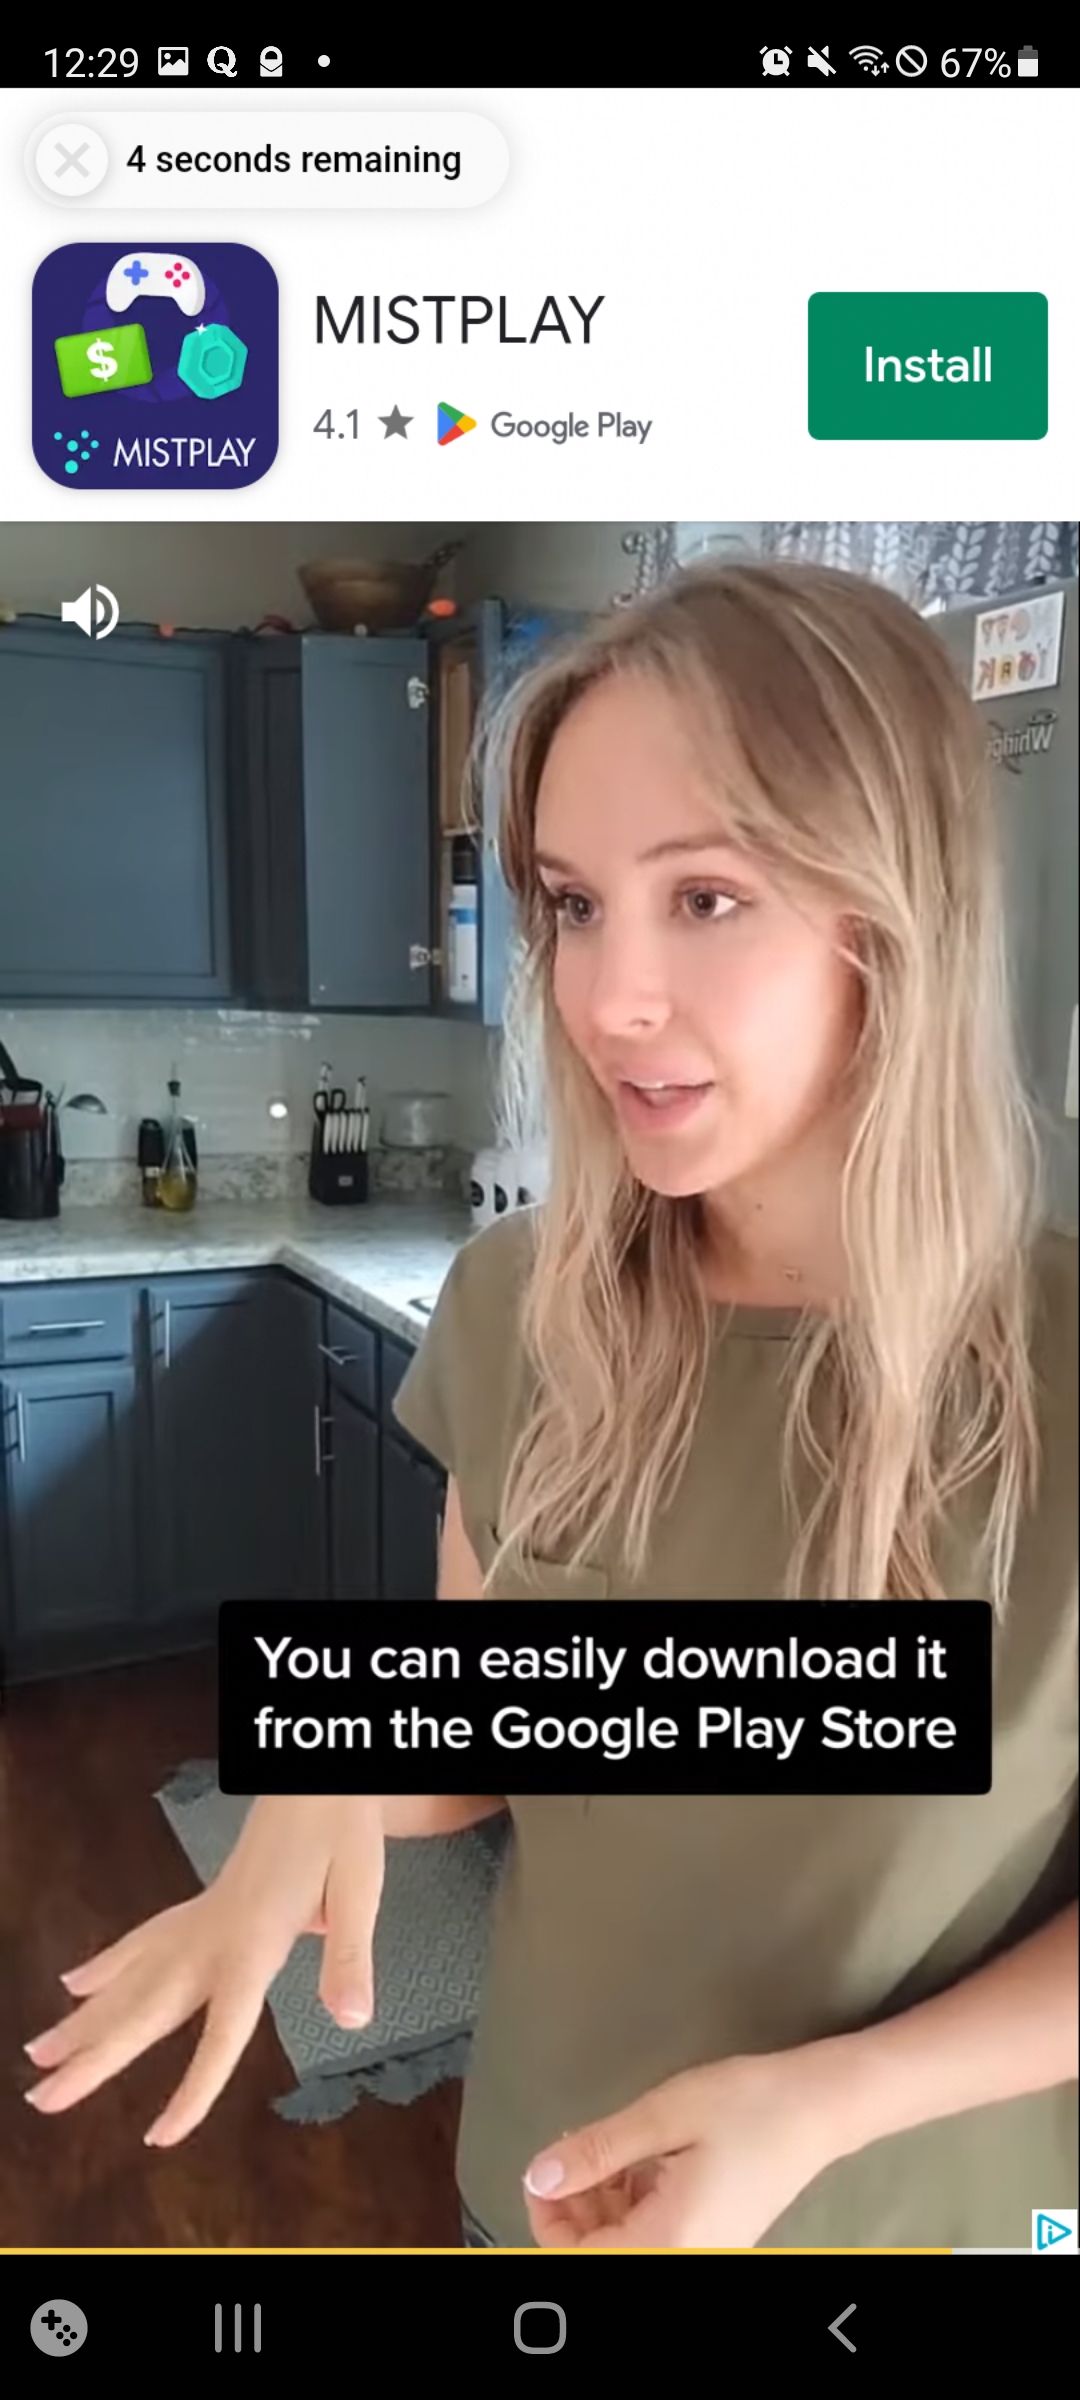 12:29 67%
4 seconds remaining
MISTPLAY
Install
4.1 ★ Google Play
$
MISTPLAY
You can easily download it
from the Google Play Store